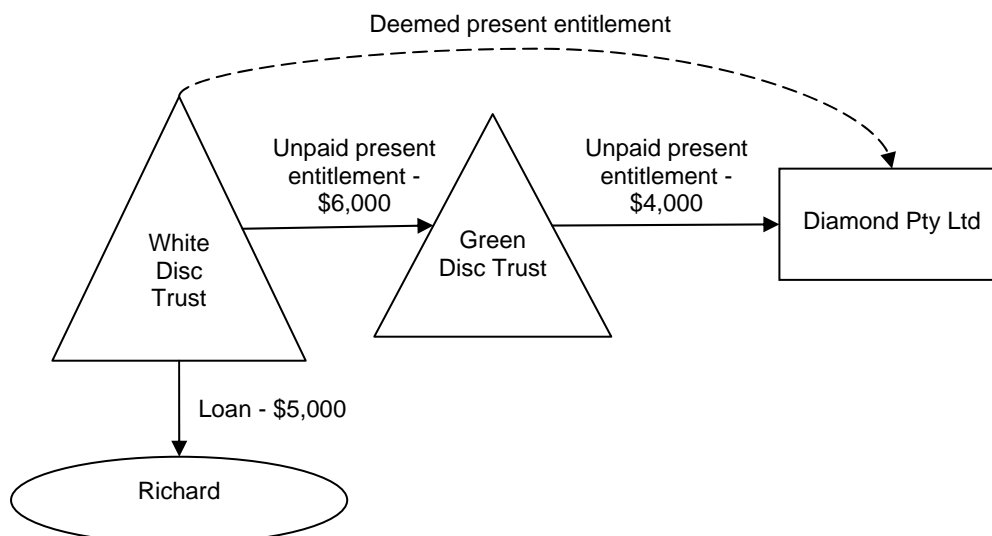 Deemed present entitlement
Unpaid present
entitlement -
$6,000
Unpaid present
entitlement -
$4,000
White
Disc
Trust
Green
Disc Trust
Diamond Pty Ltd
Loan - $5,000
Richard